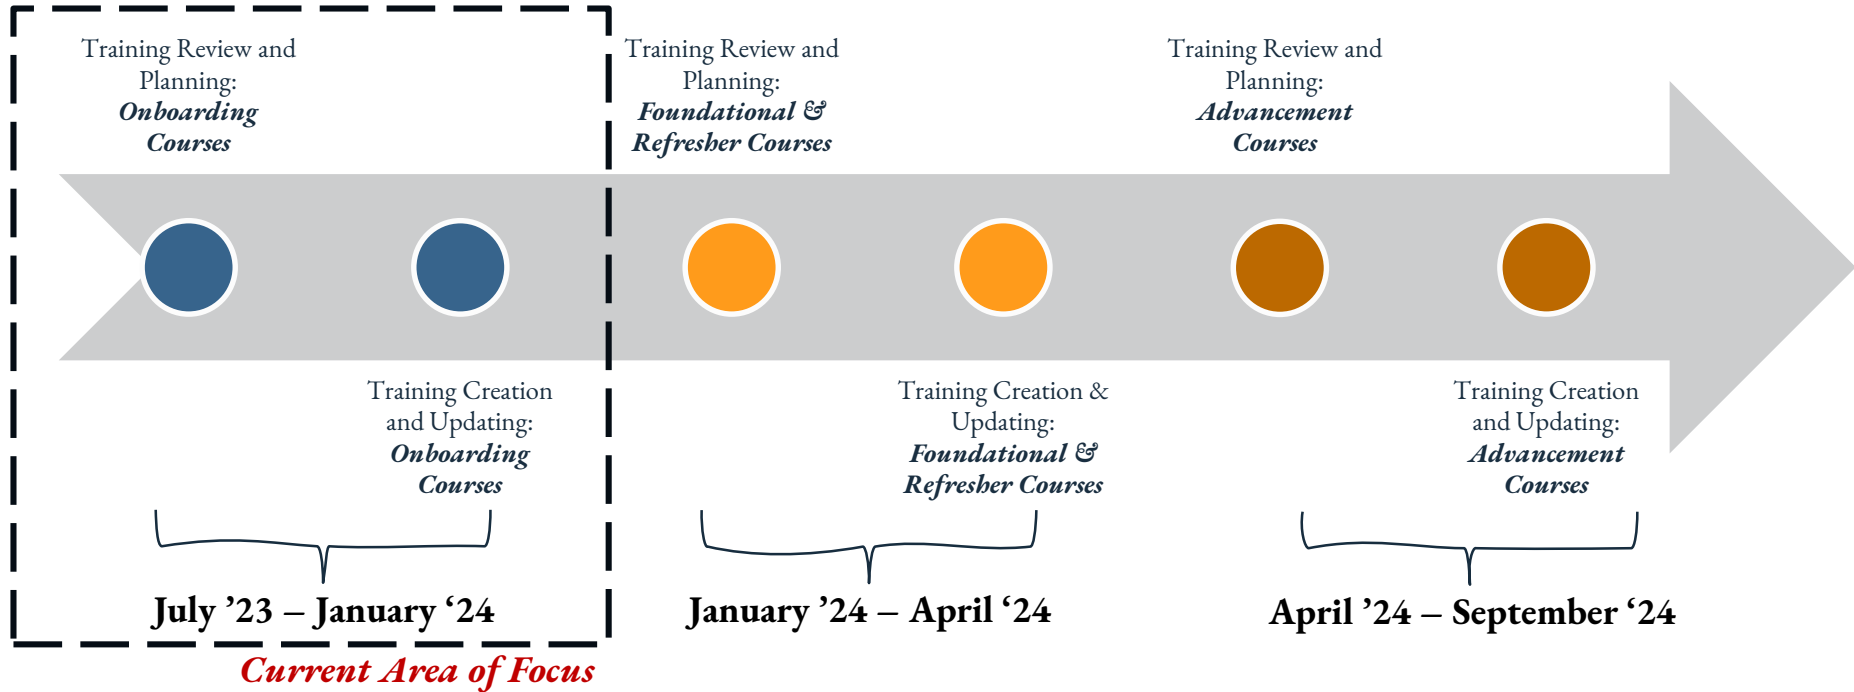 Training Review and
Planning:
Onboarding
Courses
Training Review and
Planning:
Foundational &
Refresher Courses
Training Review and
Planning:
Advancement
Courses
Training Creation
and Updating:
Onboarding
Courses
Training Creation &
Updating:
Foundational &
Refresher Courses
Training Creation
and Updating:
Advancement
Courses
July ’23 – January ‘24
January ’24 – April ‘24
April ’24 – September ‘24
Current Area of Focus